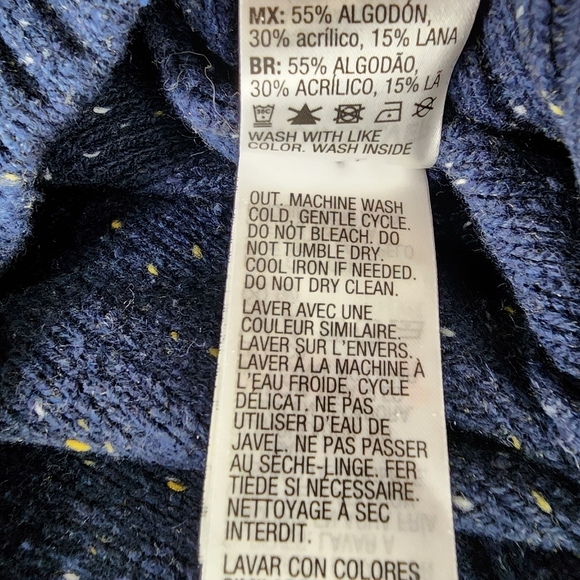 MX: 55% ALGODÓN,
30% acrílico, 15% LANA
BR: 55% ALGODÃO,
30% ACRÍLICO, 15% LÃ
WASH WITH LIKE
COLOR. WASH INSIDE
OUT. MACHINE WASH
COLD, GENTLE CYCLE.
DO NOT BLEACH. DO
NOT TUMBLE DRY.
COOL IRON IF NEEDED.
DO NOT DRY CLEAN.
LAVER AVEC UNE
COULEUR SIMILAIRE.
LAVER SUR L'ENVERS.
LAVER À LA MACHINE À
L'EAU FROIDE, CYCLE
DÉLICAT. NE PAS
UTILISER D'EAU DE
JAVEL. NE PAS PASSER
AU SÈCHE-LINGE. FER
TIÈDE SI NÉCESSAIRE.
NETTOYAGE À SEC
INTERDIT.
LAVAR CON COLORES